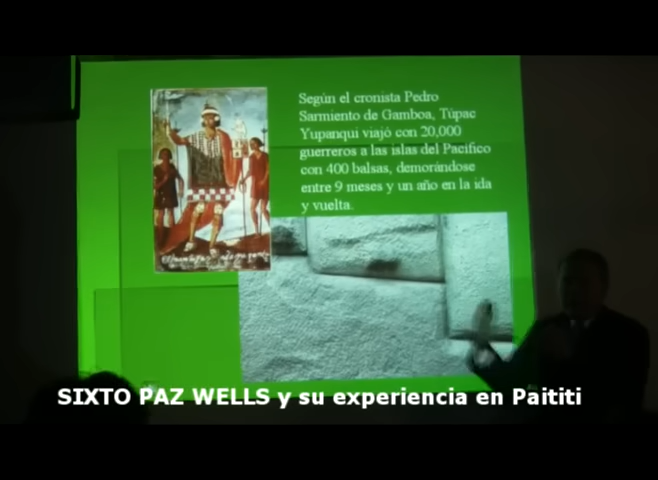 Según el cronista Pedro
Sarmiento de Gamboa, Túpac
Yupanqui viajó con 20,000
guerreros a las islas del Pacífico
con 400 balsas, demorándose
entre 9 meses y un año en la ida
y vuelta.
SIXTO PAZ WELLS y su experiencia en Paititi